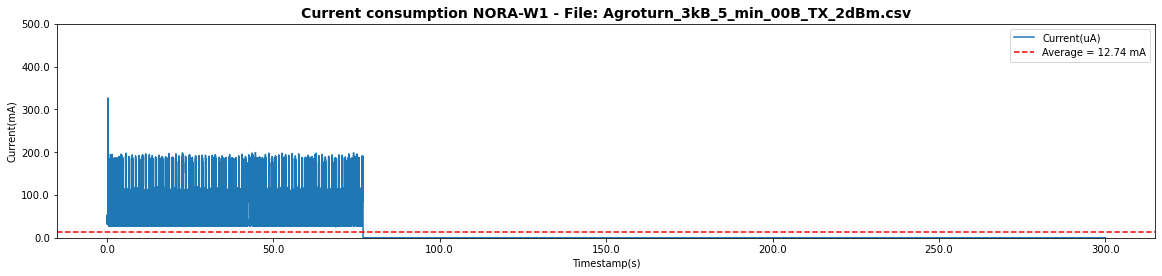 Current consumption NORA-W1 - File: Agroturn_3kB_5_min_00B_TX_2dBm.csv
500.0
400.0
300.0
200.0
100.0
0.0
Current(mA)
Current(uA)
Average = 12.74 mA
0.0 50.0 100.0 150.0 200.0 250.0 300.0
Timestamp(s)